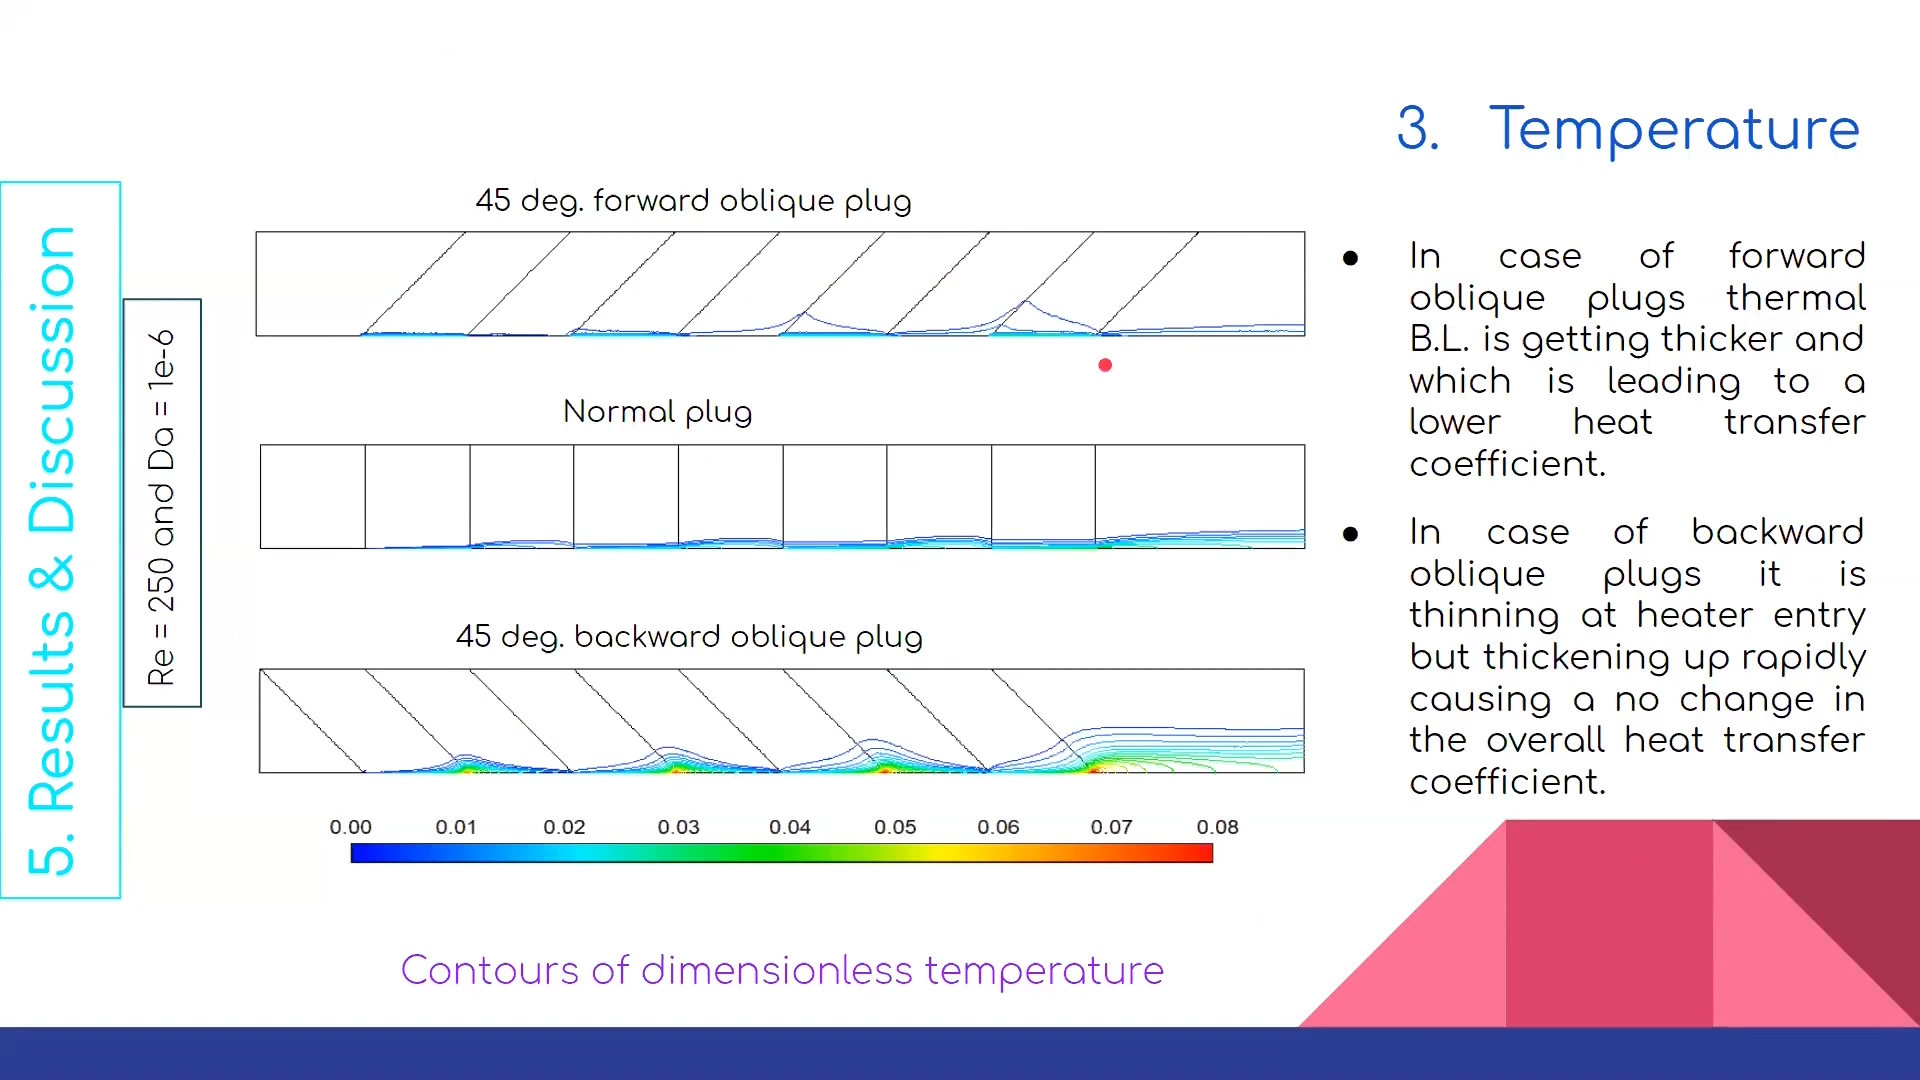 3. Temperature
5. Results & Discussion
Re = 250 and Da = 1e-6
45 deg. forward oblique plug
Normal plug
45 deg. backward oblique plug
0.00 0.01 0.02 0.03 0.04 0.05 0.06 0.07 0.08
Contours of dimensionless temperature
● In case of forward
oblique plugs thermal
B.L. is getting thicker and
which is leading to a
lower heat transfer
coefficient.
● In case of backward
oblique plugs it is
thinning at heater entry
but thickening up rapidly
causing a no change in
the overall heat transfer
coefficient.